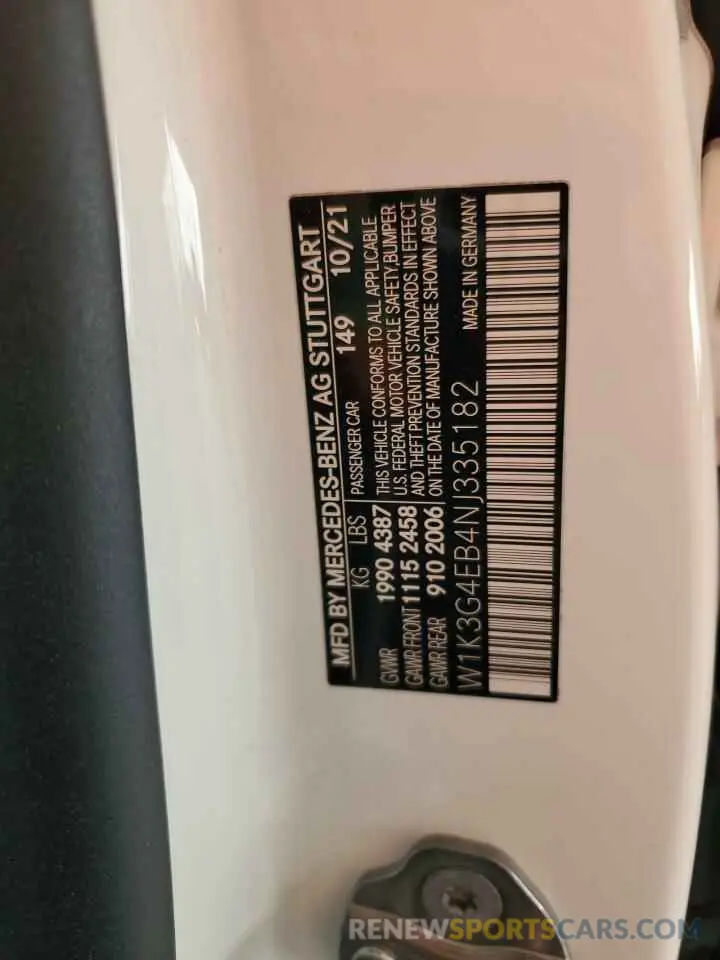 MFD BY MERCEDES-BENZ AG STUTTGART
KG LBS PASSENGER CAR 149 10/21
GVWR 1990 4387 THIS VEHICLE CONFORMS TO ALL APPLICABLE
U.S. FEDERAL MOTOR VEHICLE SAFETY,BUMPER
GAWR FRONT 1115 2458 AND THEFT PREVENTION STANDARDS IN EFFECT
GAWR REAR 910 2006 ON THE DATE OF MANUFACTURE SHOWN ABOVE
W1K3G4EB4NJ335182 MADE IN GERMANY
RENEWSPORTSCARS.COM